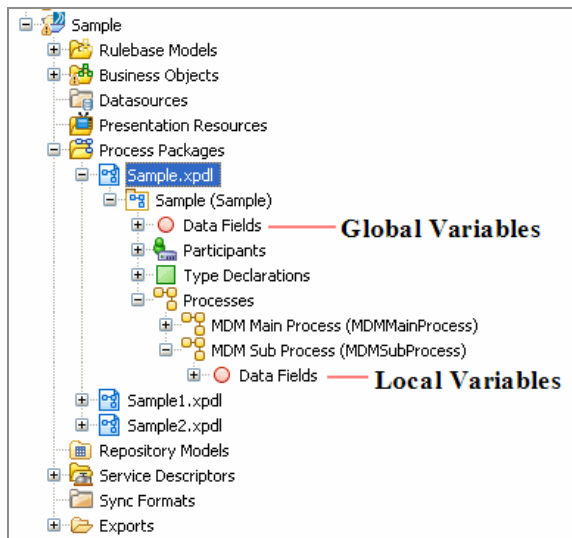 Sample
Rulebase Models
Business Objects
Datasources
Presentation Resources
Process Packages
Sample.xpdl
Sample (Sample)
Data Fields Global Variables
Participants
Type Declarations
Processes
MDM Main Process (MDMMainProcess)
MDM Sub Process (MDMSubProcess)
Data Fields Local Variables
Sample1.xpdl
Sample2.xpdl
Repository Models
Service Descriptors
Sync Formats
Exports